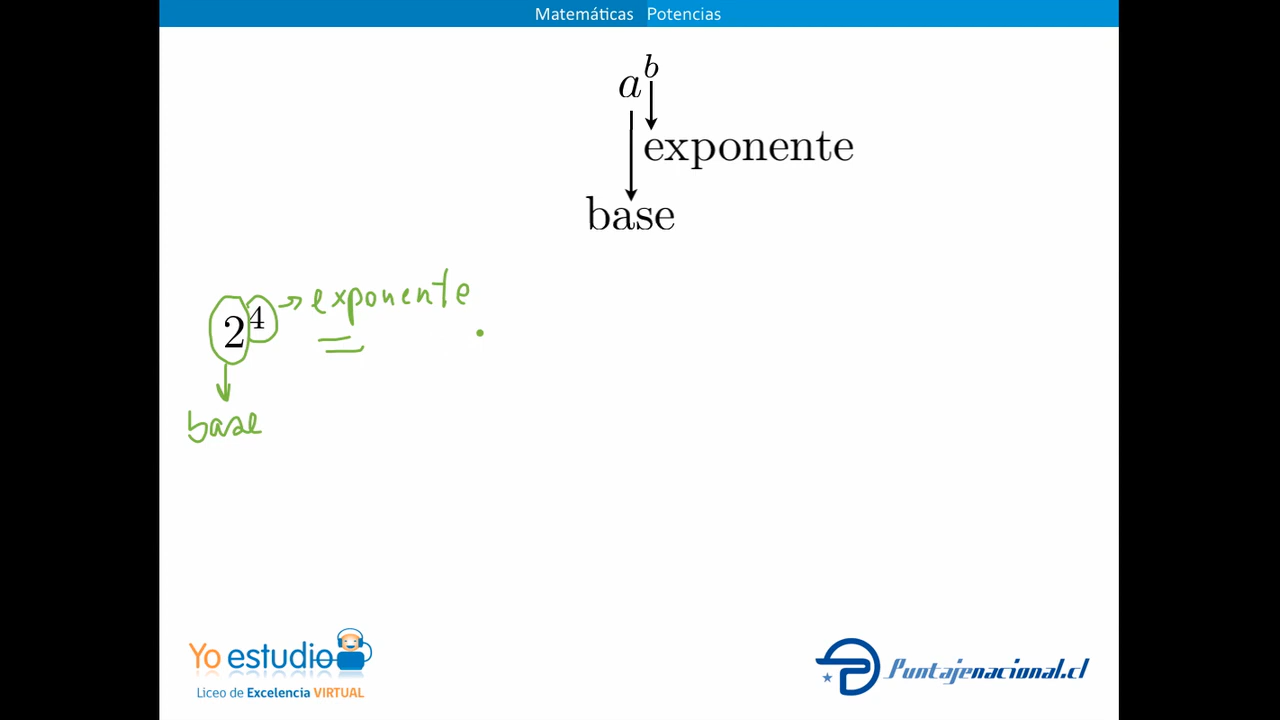 Matemáticas Potencias
a^b
exponente
base
2^4 → exponente
base
Yo estudio
Liceo de Excelencia VIRTUAL
Puntajenacional.cl